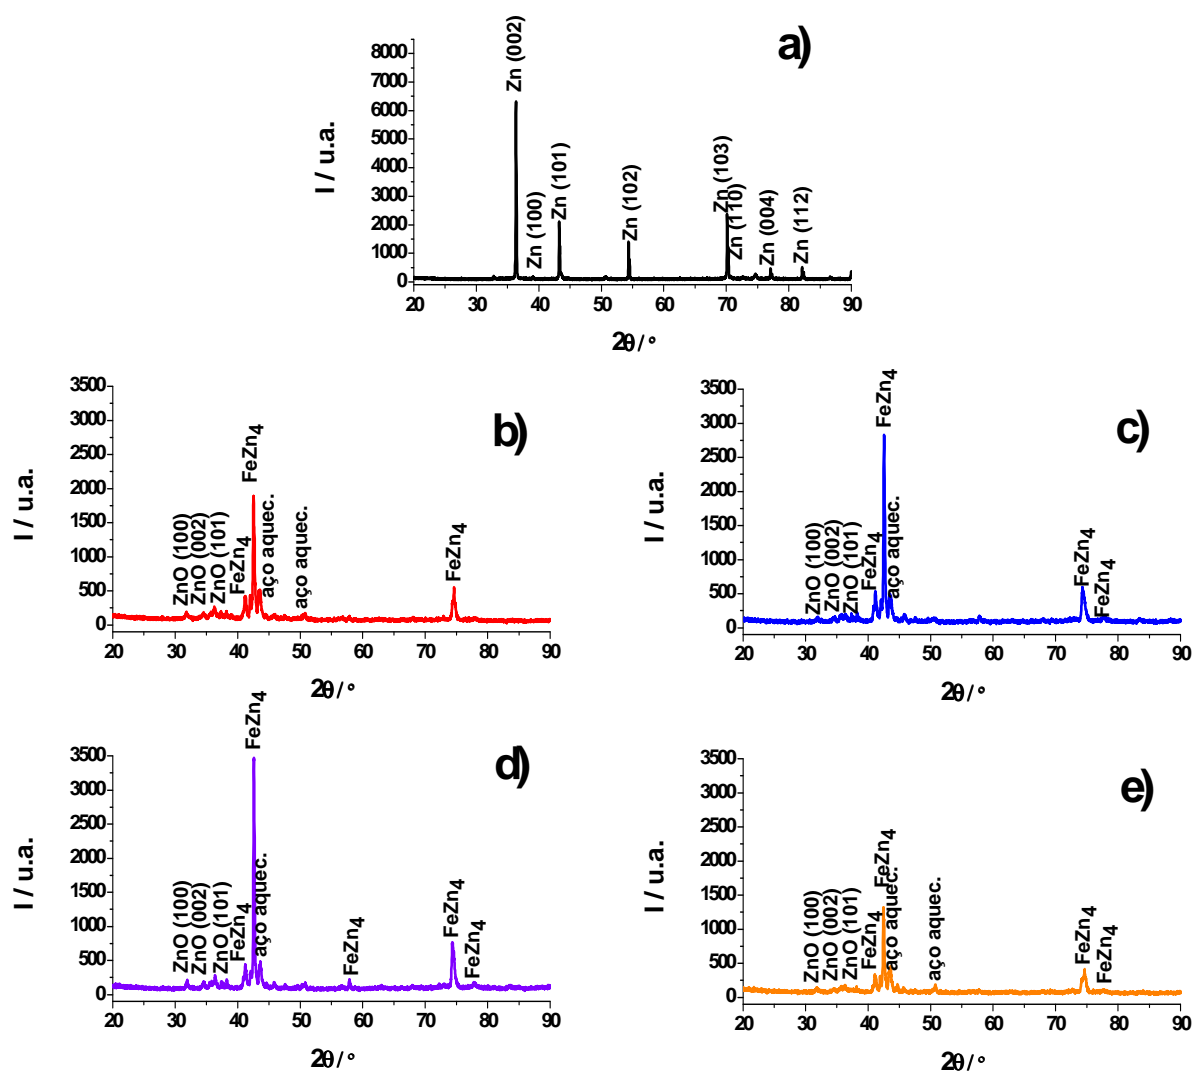 a)
Zn (002)
Zn (100)
Zn (101)
Zn (102)
Zn (103)
Zn (110)
Zn (004)
Zn (112)
8000
7000
6000
5000
4000
3000
2000
1000
0
I / u.a.
20 30 40 50 60 70 80 90
2θ / °
b)
ZnO (100)
ZnO (002)
ZnO (101)
FeZn4
FeZn4
aço aquec.
aço aquec.
FeZn4
3500
3000
2500
2000
1500
1000
500
0
I / u.a.
20 30 40 50 60 70 80 90
2θ / °
c)
ZnO (100)
ZnO (002)
ZnO (101)
FeZn4
FeZn4
aço aquec.
FeZn4
FeZn4
3500
3000
2500
2000
1500
1000
500
0
I / u.a.
20 30 40 50 60 70 80 90
2θ / °
d)
ZnO (100)
ZnO (002)
ZnO (101)
FeZn4
FeZn4
aço aquec.
FeZn4
FeZn4
FeZn4
3500
3000
2500
2000
1500
1000
500
0
I / u.a.
20 30 40 50 60 70 80 90
2θ / °
e)
ZnO (100)
ZnO (002)
ZnO (101)
FeZn4
FeZn4
aço aquec.
aço aquec.
FeZn4
FeZn4
3500
3000
2500
2000
1500
1000
500
0
I / u.a.
20 30 40 50 60 70 80 90
2θ / °